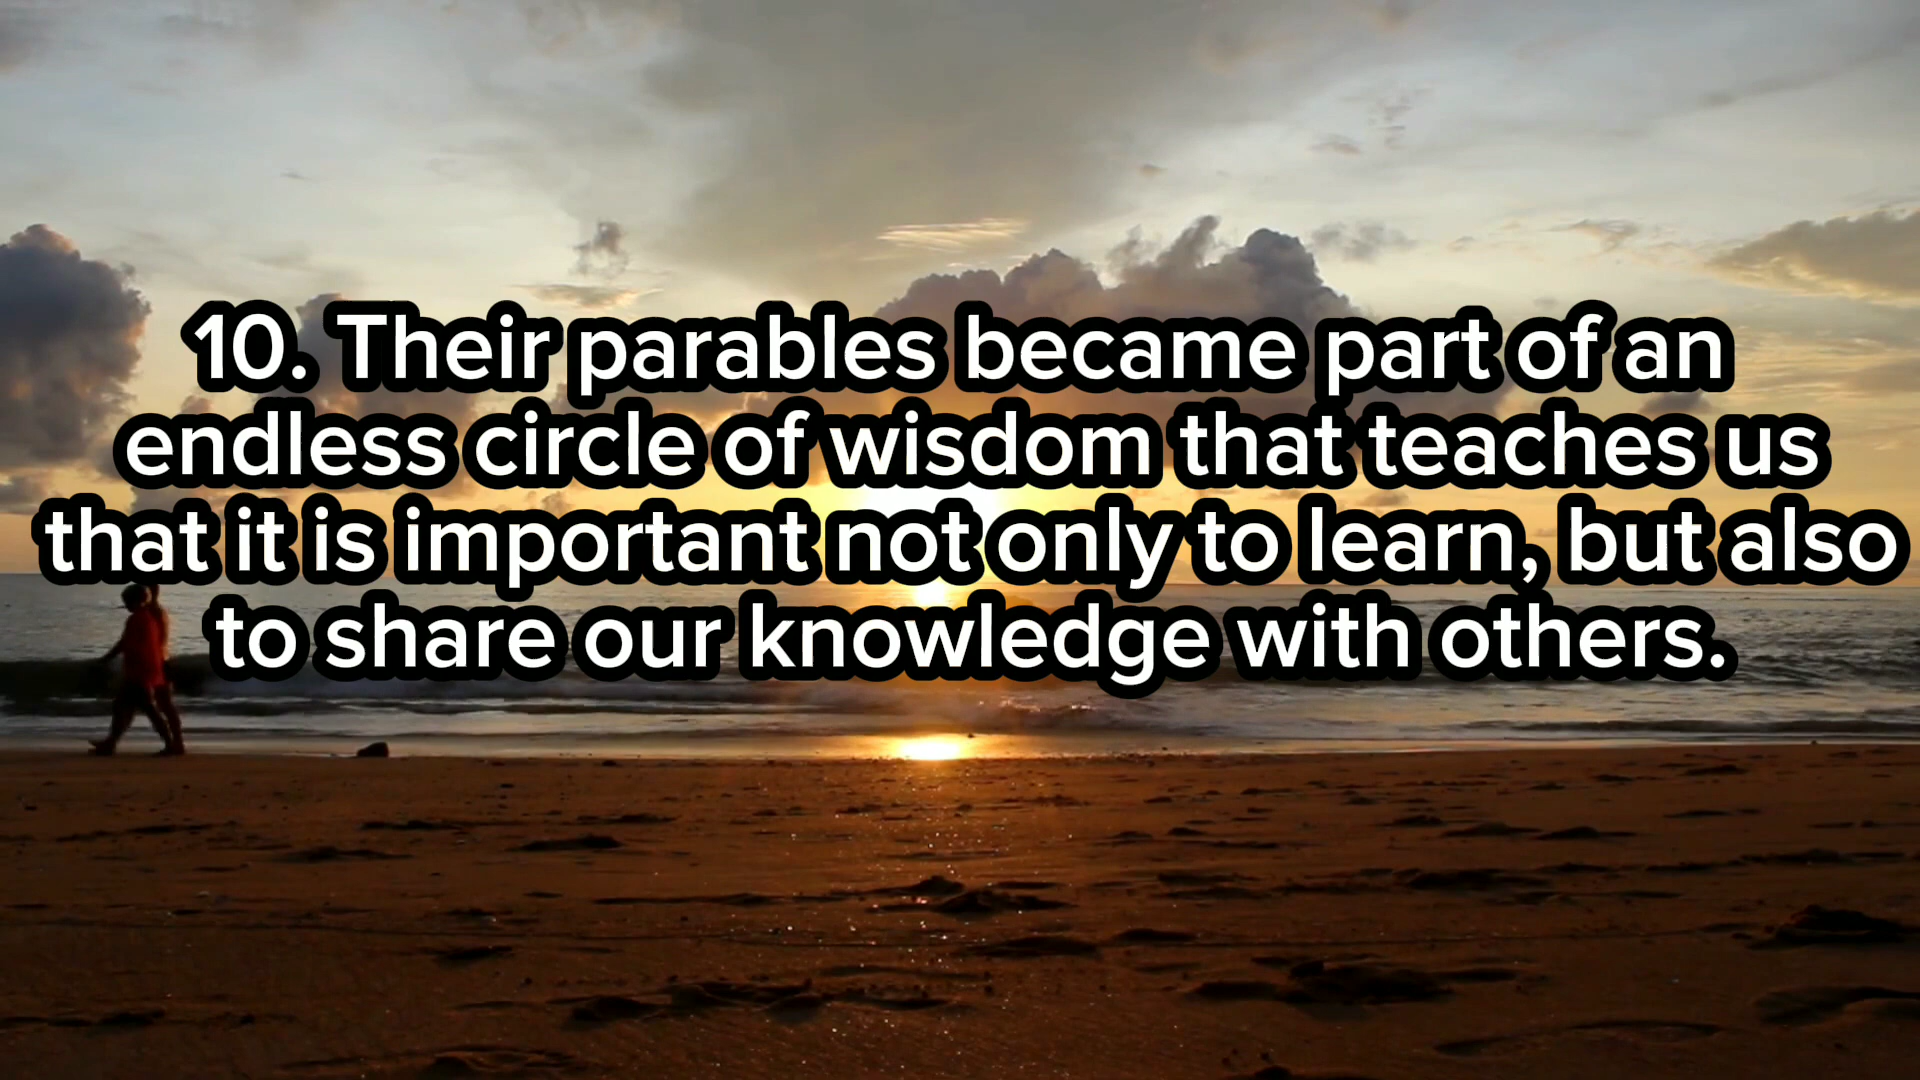 10. Their parables became part of an
endless circle of wisdom that teaches us
that it is important not only to learn, but also
to share our knowledge with others.